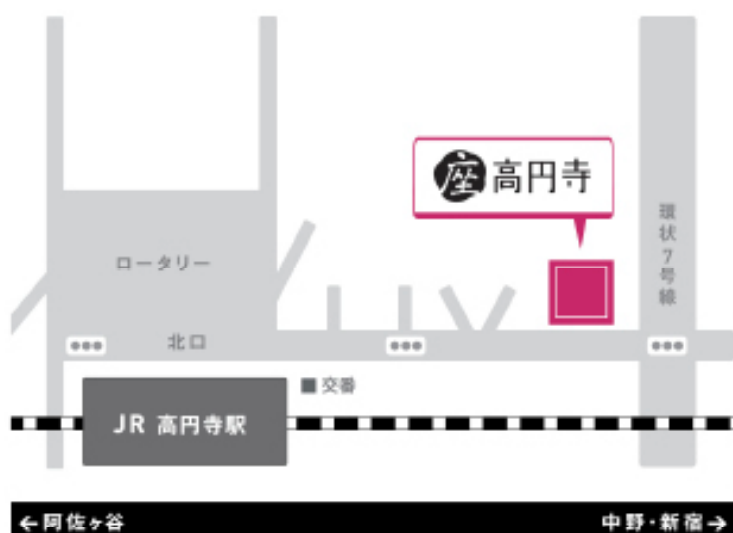 座高円寺
環状7号線
ロータリー
北口
交番
JR 高円寺駅
←阿佐ヶ谷
中野・新宿→